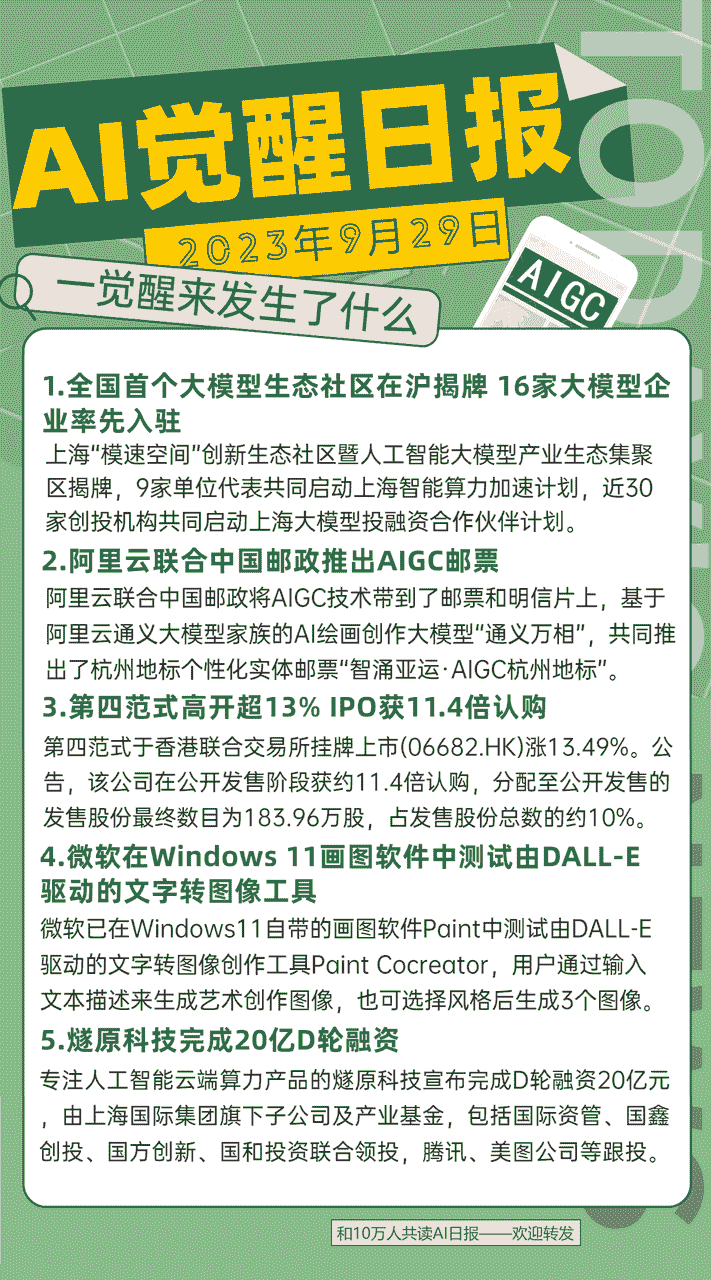 AI觉醒日报
2023年9月29日
一觉醒来发生了什么
AIGC
1.全国首个大模型生态社区在沪揭牌 16家大模型企
业率先入驻
上海“模速空间”创新生态社区暨人工智能大模型产业生态集聚
区揭牌，9家单位代表共同启动上海智能算力加速计划，近30
家创投机构共同启动上海大模型投融资合作伙伴计划。
2.阿里云联合中国邮政推出AIGC邮票
阿里云联合中国邮政将AIGC技术带到了邮票和明信片上，基于
阿里云通义大模型家族的AI绘画创作大模型“通义万相”，共同推
出了杭州地标个性化实体邮票“智涌亚运·AIGC杭州地标”。
3.第四范式高开超13% IPO获11.4倍认购
第四范式于香港联合交易所挂牌上市(06682.HK)涨13.49%。公
告，该公司在公开发售阶段获约11.4倍认购，分配至公开发售的
发售股份最终数目为183.96万股，占发售股份总数的约10%。
4.微软在Windows 11画图软件中测试由DALL-E
驱动的文字转图像工具
微软已在Windows11自带的画图软件Paint中测试由DALL-E
驱动的文字转图像创作工具Paint Cocreator，用户通过输入
文本描述来生成艺术创作图像，也可选择风格后生成3个图像。
5.燧原科技完成20亿D轮融资
专注人工智能云端算力产品的燧原科技宣布完成D轮融资20亿元
，由上海国际集团旗下子公司及产业基金，包括国际资管、国鑫
创投、国方创新、国和投资联合领投，腾讯、美图公司等跟投。
和10万人共读AI日报——欢迎转发